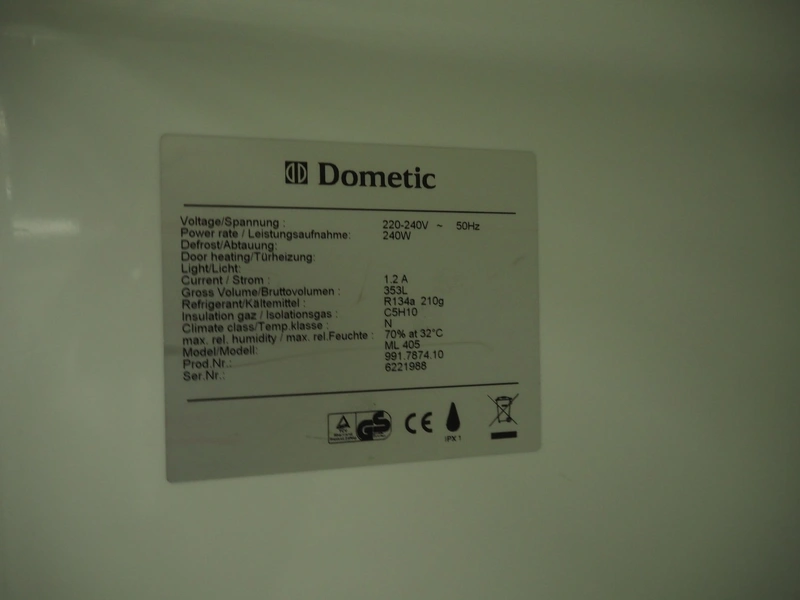 Dometic
Voltage/Spannung : 220-240V ~ 50Hz
Power rate / Leistungsaufnahme: 240W
Defrost/Abtauung:
Door heating/Türheizung:
Light/Licht:
Current / Strom : 1.2 A
Gross Volume/Bruttovolumen : 353L
Refrigerant/Kältemittel : R134a 210g
Insulation gaz / Isolationsgas : C5H10
Climate class/Temp.klasse : N
max. rel. humidity / max. rel.Feuchte : 70% at 32°C
Model/Modell: ML 405
Prod.Nr.: 991.7874.10
Ser.Nr.: 6221988
GS CE
IPX 1